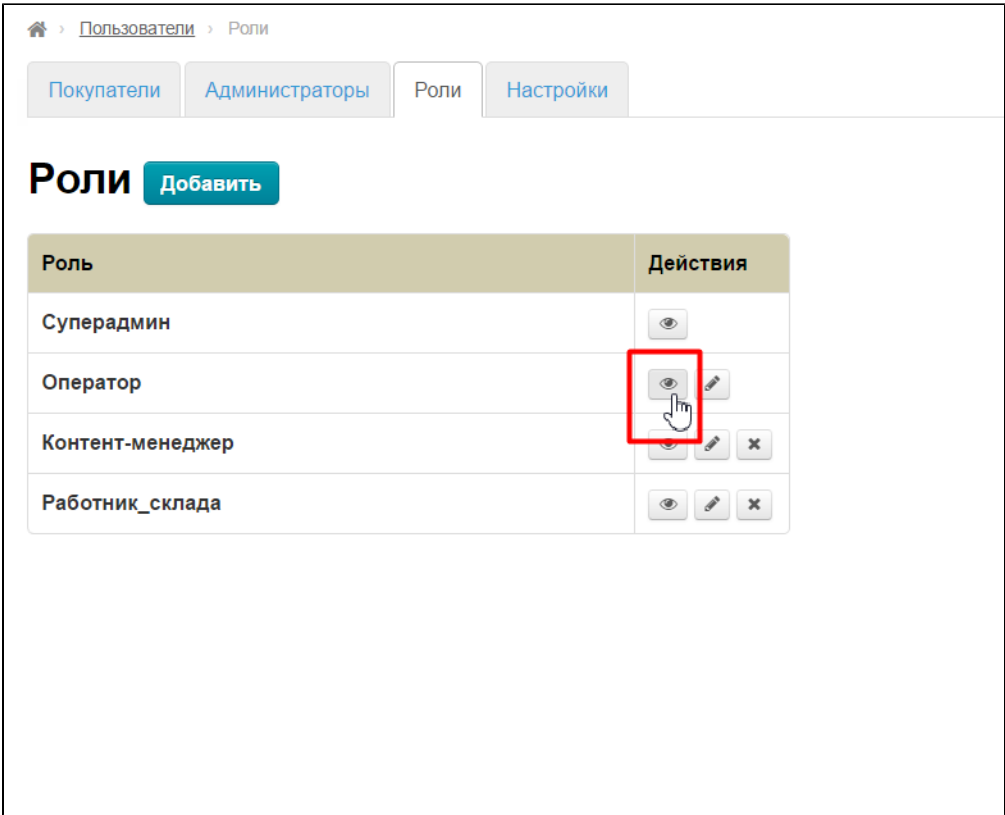 Пользователи › Роли
Покупатели Администраторы Роли Настройки
Роли Добавить
Роль Действия
Суперадмин
Оператор
Контент-менеджер
Работник_склада